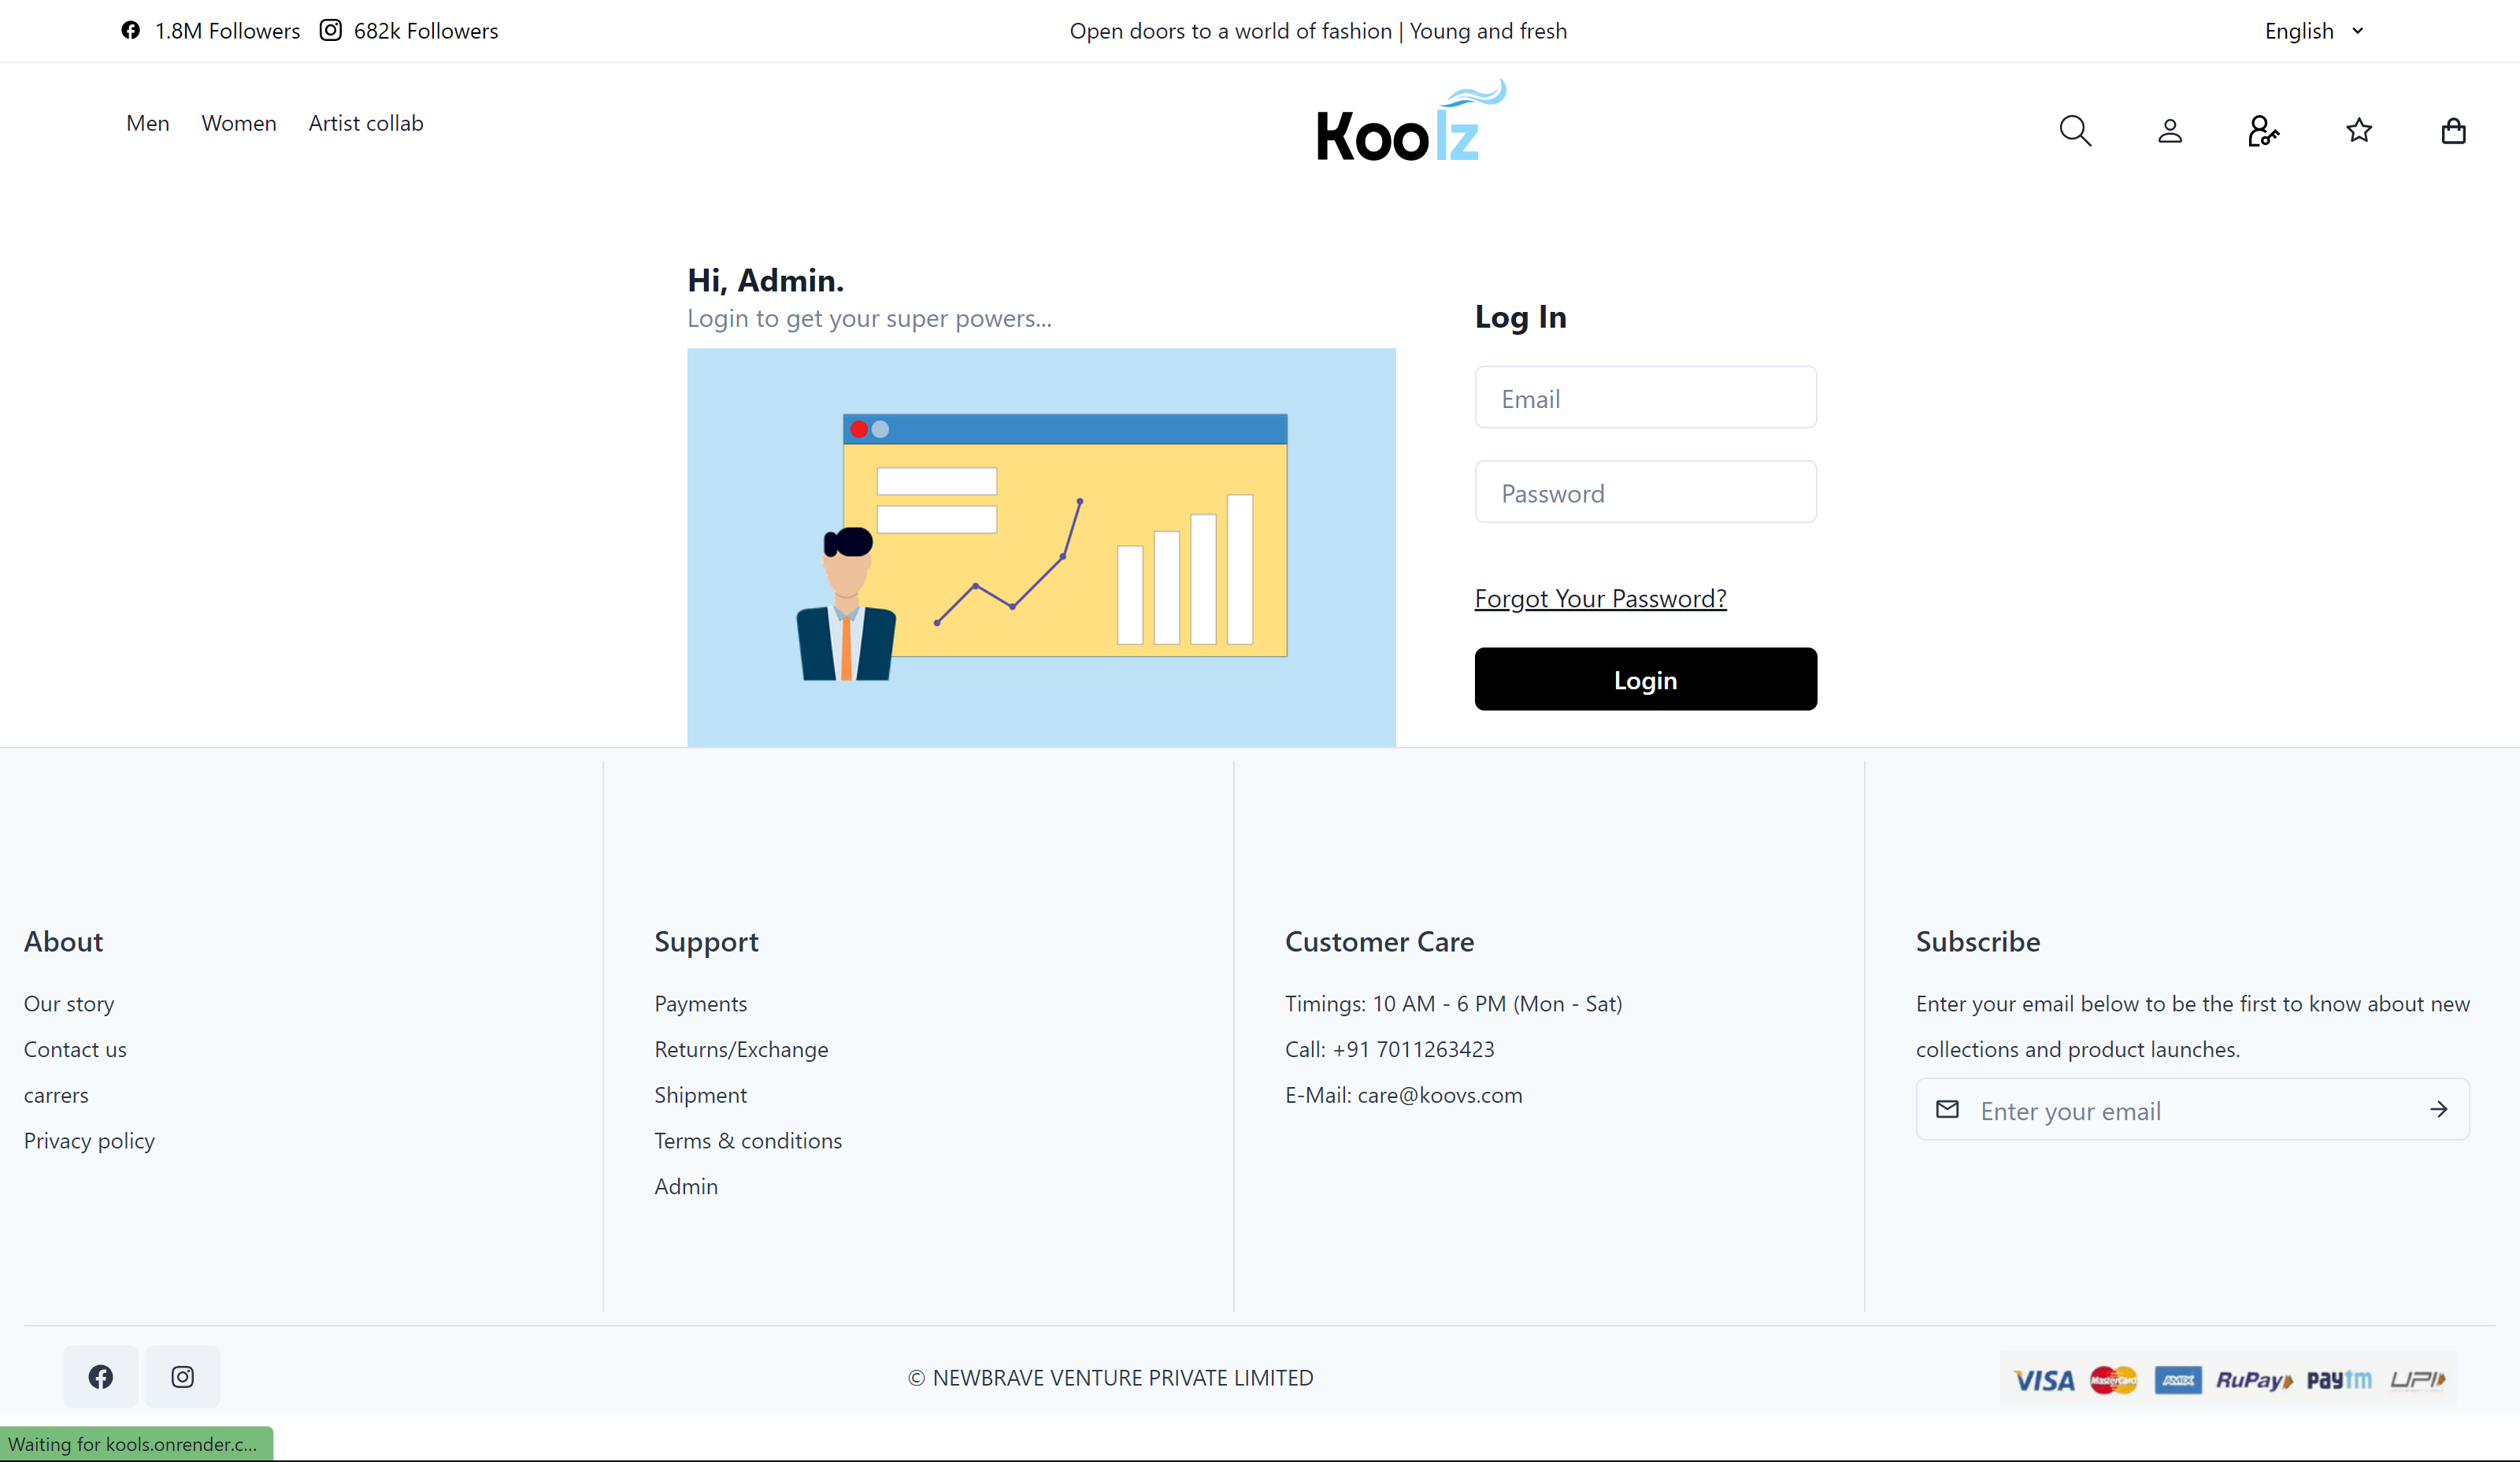 1.8M Followers 682k Followers
Open doors to a world of fashion | Young and fresh
English
Men Women Artist collab
Koolz
Hi, Admin.
Login to get your super powers...
Log In
Email
Password
Forgot Your Password?
Login
About
Our story
Contact us
carrers
Privacy policy
Support
Payments
Returns/Exchange
Shipment
Terms & conditions
Admin
Customer Care
Timings: 10 AM - 6 PM (Mon - Sat)
Call: +91 7011263423
E-Mail: care@koovs.com
Subscribe
Enter your email below to be the first to know about new
collections and product launches.
Enter your email
© NEWBRAVE VENTURE PRIVATE LIMITED
VISA MasterCard AMEX RuPay paytm UPI
Waiting for kools.onrender.c...